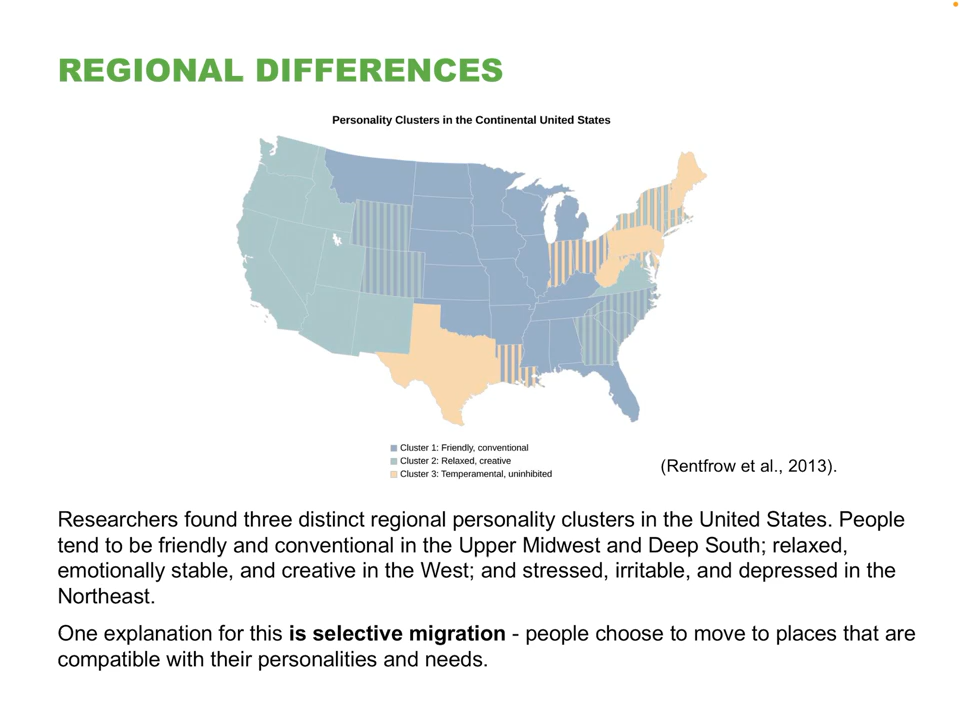 REGIONAL DIFFERENCES
Personality Clusters in the Continental United States
Cluster 1: Friendly, conventional
Cluster 2: Relaxed, creative
Cluster 3: Temperamental, uninhibited
(Rentfrow et al., 2013).
Researchers found three distinct regional personality clusters in the United States. People
tend to be friendly and conventional in the Upper Midwest and Deep South; relaxed,
emotionally stable, and creative in the West; and stressed, irritable, and depressed in the
Northeast.
One explanation for this is selective migration - people choose to move to places that are
compatible with their personalities and needs.